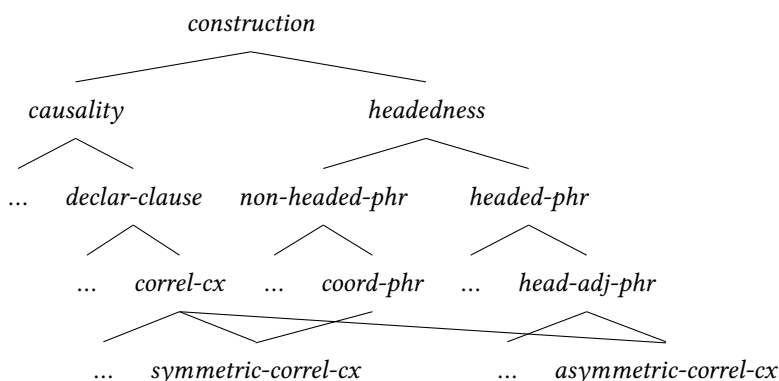 construction
causality headedness
... declar-clause non-headed-phr headed-phr
... correl-cx ... coord-phr ... head-adj-phr
... symmetric-correl-cx ... asymmetric-correl-cx